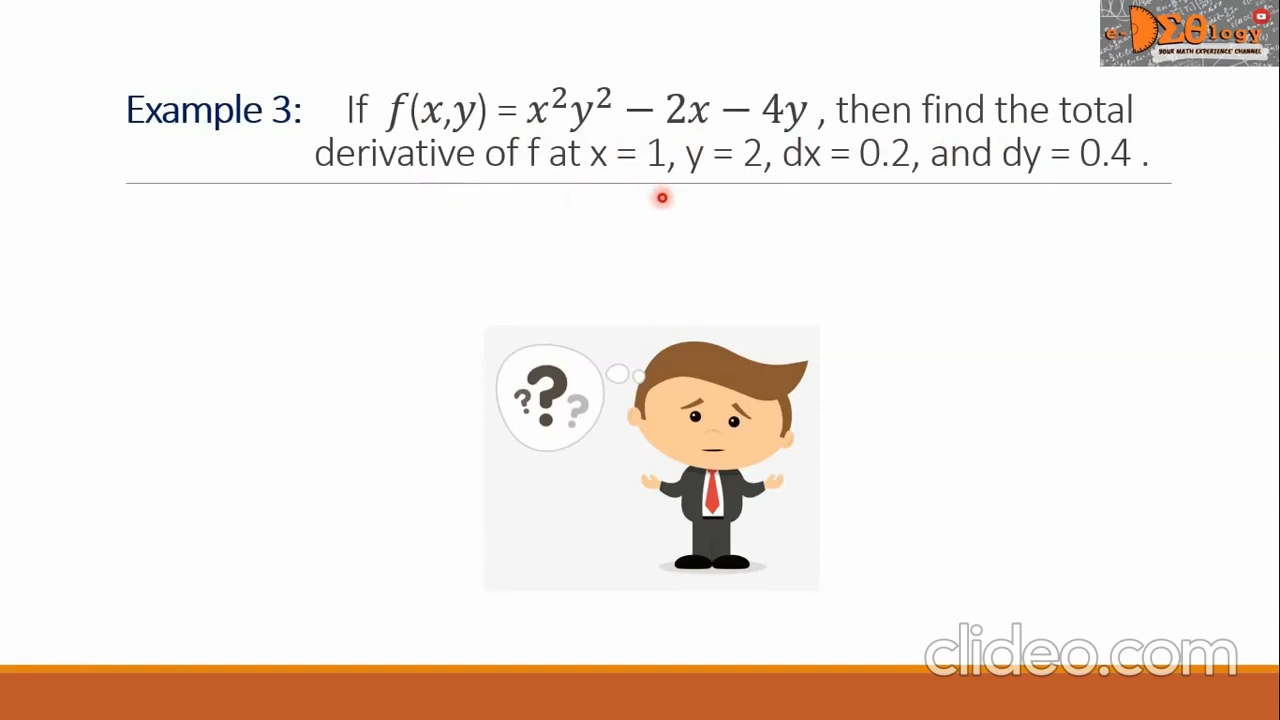 e-DΣθlogy
YOUR MATH EXPERIENCE CHANNEL
Example 3: If f(x,y) = x²y² − 2x − 4y , then find the total
derivative of f at x = 1, y = 2, dx = 0.2, and dy = 0.4 .
? ? ?
clideo.com